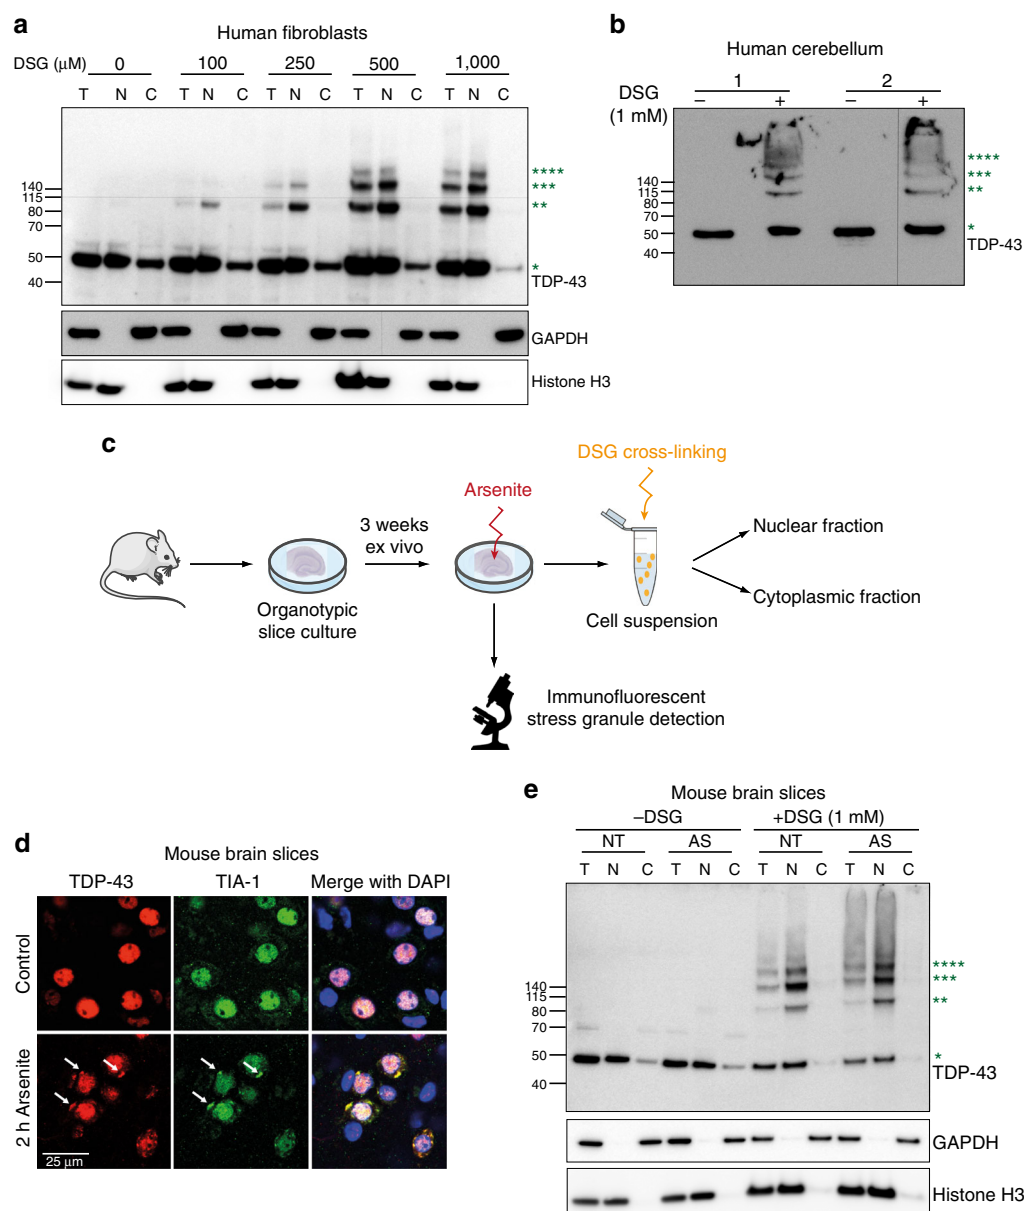 a
Human fibroblasts
DSG (μM) 0 100 250 500 1,000
T N C T N C T N C T N C T N C
140
115
80
70
50
40
****
***
**
*
TDP-43
GAPDH
Histone H3
b
Human cerebellum
1 2
DSG
(1 mM)
– + – +
140
115
80
70
50
40
****
***
**
*
TDP-43
c
DSG cross-linking
Arsenite
3 weeks
ex vivo
Nuclear fraction
Cytoplasmic fraction
Organotypic
slice culture
Cell suspension
Immunofluorescent
stress granule detection
d
Mouse brain slices
TDP-43 TIA-1 Merge with DAPI
Control
2 h Arsenite
25 μm
e
Mouse brain slices
–DSG +DSG (1 mM)
NT AS NT AS
T N C T N C T N C T N C
140
115
80
70
50
40
****
***
**
*
TDP-43
GAPDH
Histone H3